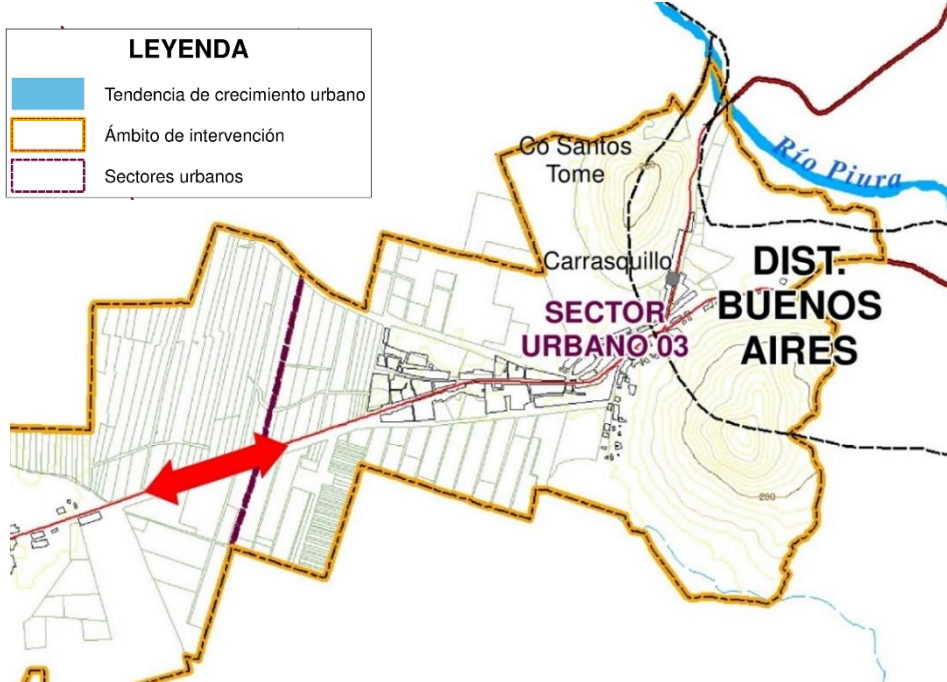 LEYENDA
Tendencia de crecimiento urbano
Ámbito de intervención
Sectores urbanos
Co Santos
Tome
Río Piura
Carrasquillo
DIST.
BUENOS
AIRES
SECTOR
URBANO 03
200